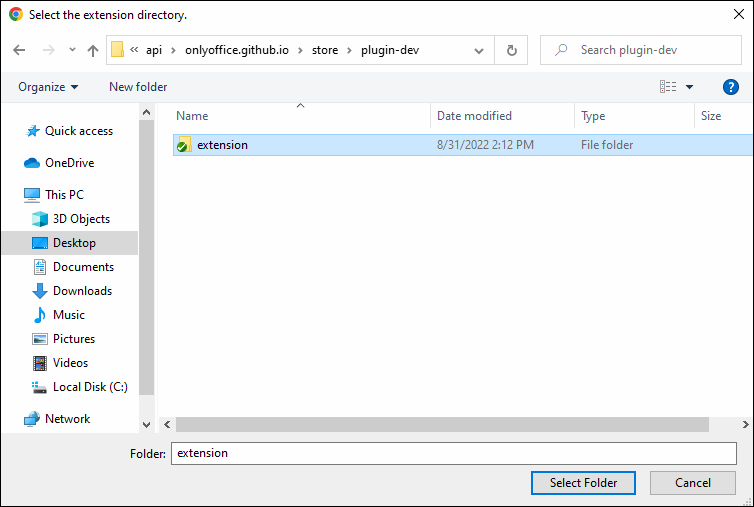 Select the extension directory.
« api › onlyoffice.github.io › store › plugin-dev
Search plugin-dev
Organize New folder
Name Date modified Type Size
extension 8/31/2022 2:12 PM File folder
Quick access
OneDrive
This PC
3D Objects
Desktop
Documents
Downloads
Music
Pictures
Videos
Local Disk (C:)
Network
Folder: extension
Select Folder Cancel